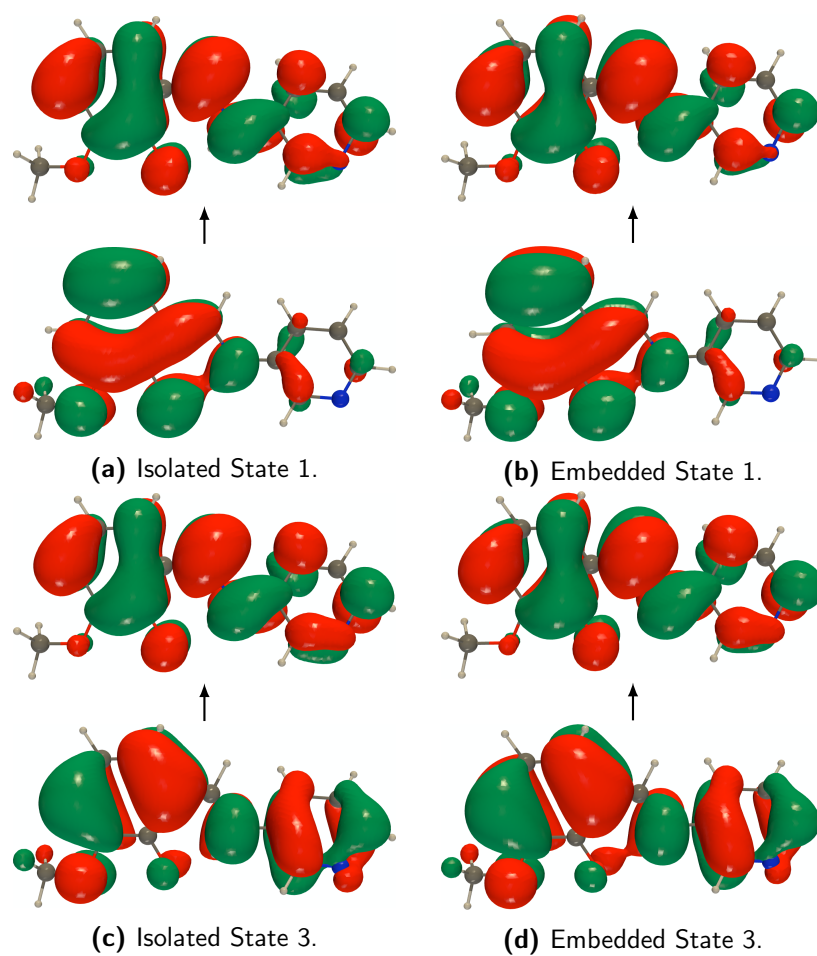 (a) Isolated State 1.
(b) Embedded State 1.
(c) Isolated State 3.
(d) Embedded State 3.